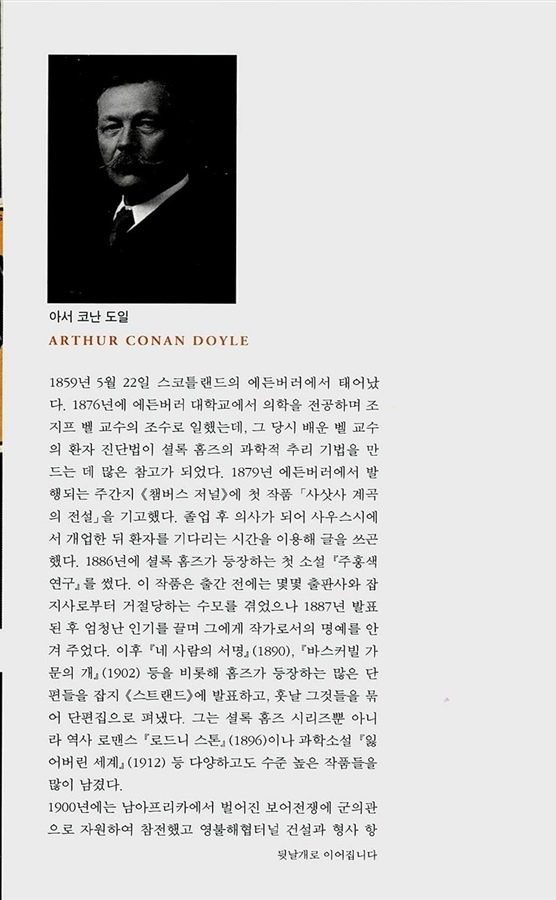 아서 코난 도일
ARTHUR CONAN DOYLE
1859년 5월 22일 스코틀랜드의 에든버러에서 태어났
다. 1876년에 에든버러 대학교에서 의학을 전공하며 조
지프 벨 교수의 조수로 일했는데, 그 당시 배운 벨 교수
의 환자 진단법이 셜록 홈즈의 과학적 추리 기법을 만
드는 데 많은 참고가 되었다. 1879년 에든버러에서 발
행되는 주간지 《챔버스 저널》에 첫 작품 「사삿사 계곡
의 전설」을 기고했다. 졸업 후 의사가 되어 사우스시에
서 개업한 뒤 환자를 기다리는 시간을 이용해 글을 쓰곤
했다. 1886년에 셜록 홈즈가 등장하는 첫 소설 『주홍색
연구』를 썼다. 이 작품은 출간 전에는 몇몇 출판사와 잡
지사로부터 거절당하는 수모를 겪었으나 1887년 발표
된 후 엄청난 인기를 끌며 그에게 작가로서의 명예를 안
겨 주었다. 이후 『네 사람의 서명』(1890), 『바스커빌 가
문의 개』(1902) 등을 비롯해 홈즈가 등장하는 많은 단
편들을 잡지 《스트랜드》에 발표하고, 훗날 그것들을 묶
어 단편집으로 펴냈다. 그는 셜록 홈즈 시리즈뿐 아니
라 역사 로맨스 『로드니 스톤』(1896)이나 과학소설 『잃
어버린 세계』(1912) 등 다양하고도 수준 높은 작품들을
많이 남겼다.
1900년에는 남아프리카에서 벌어진 보어전쟁에 군의관
으로 자원하여 참전했고 영불해협터널 건설과 형사 항
뒷날개로 이어집니다